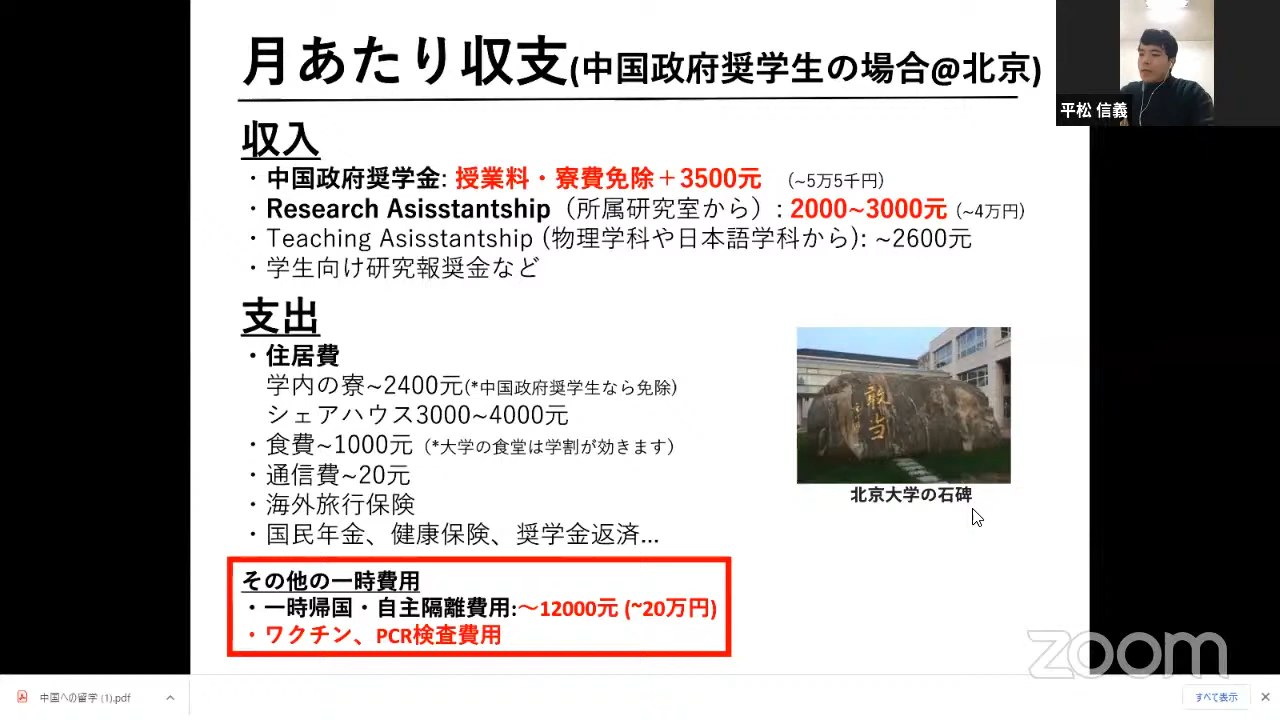 月あたり収支(中国政府奨学生の場合@北京)
平松 信義
収入
・中国政府奨学金: 授業料・寮費免除＋3500元 (~5万5千円)
・Research Asisstantship（所属研究室から）: 2000~3000元 (~4万円)
・Teaching Asisstantship (物理学科や日本語学科から): ~2600元
・学生向け研究報奨金など
支出
・住居費
学内の寮~2400元(*中国政府奨学生なら免除)
シェアハウス3000~4000元
・食費~1000元（*大学の食堂は学割が効きます）
・通信費~20元
・海外旅行保険
・国民年金、健康保険、奨学金返済...
敢当
北京大学の石碑
その他の一時費用
・一時帰国・自主隔離費用:～12000元 (~20万円)
・ワクチン、PCR検査費用
zoom
中国への留学 (1).pdf
すべて表示